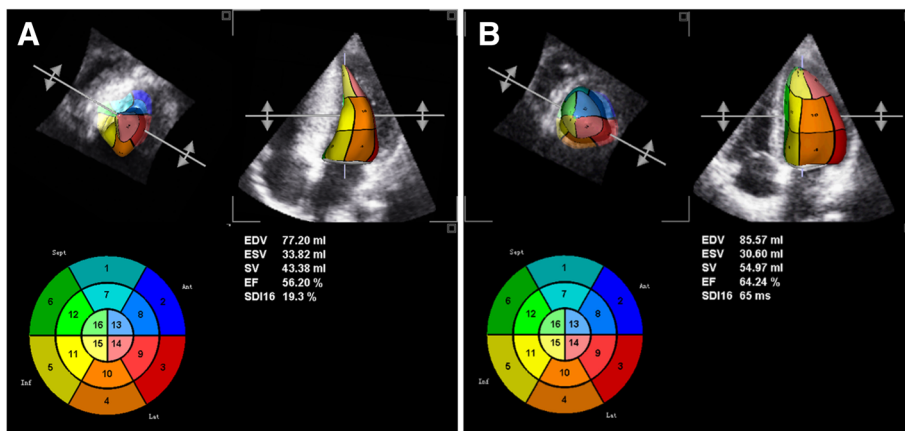 A
EDV 77.20 ml
ESV 33.82 ml
SV 43.38 ml
EF 56.20 %
SDI16 19.3 %
Sept
Ant
Inf
Lat
1
2
3
4
5
6
7
8
9
10
11
12
13
14
15
16
B
EDV 85.57 ml
ESV 30.60 ml
SV 54.97 ml
EF 64.24 %
SDI16 65 ms
Sept
Ant
Inf
Lat
1
2
3
4
5
6
7
8
9
10
11
12
13
14
15
16